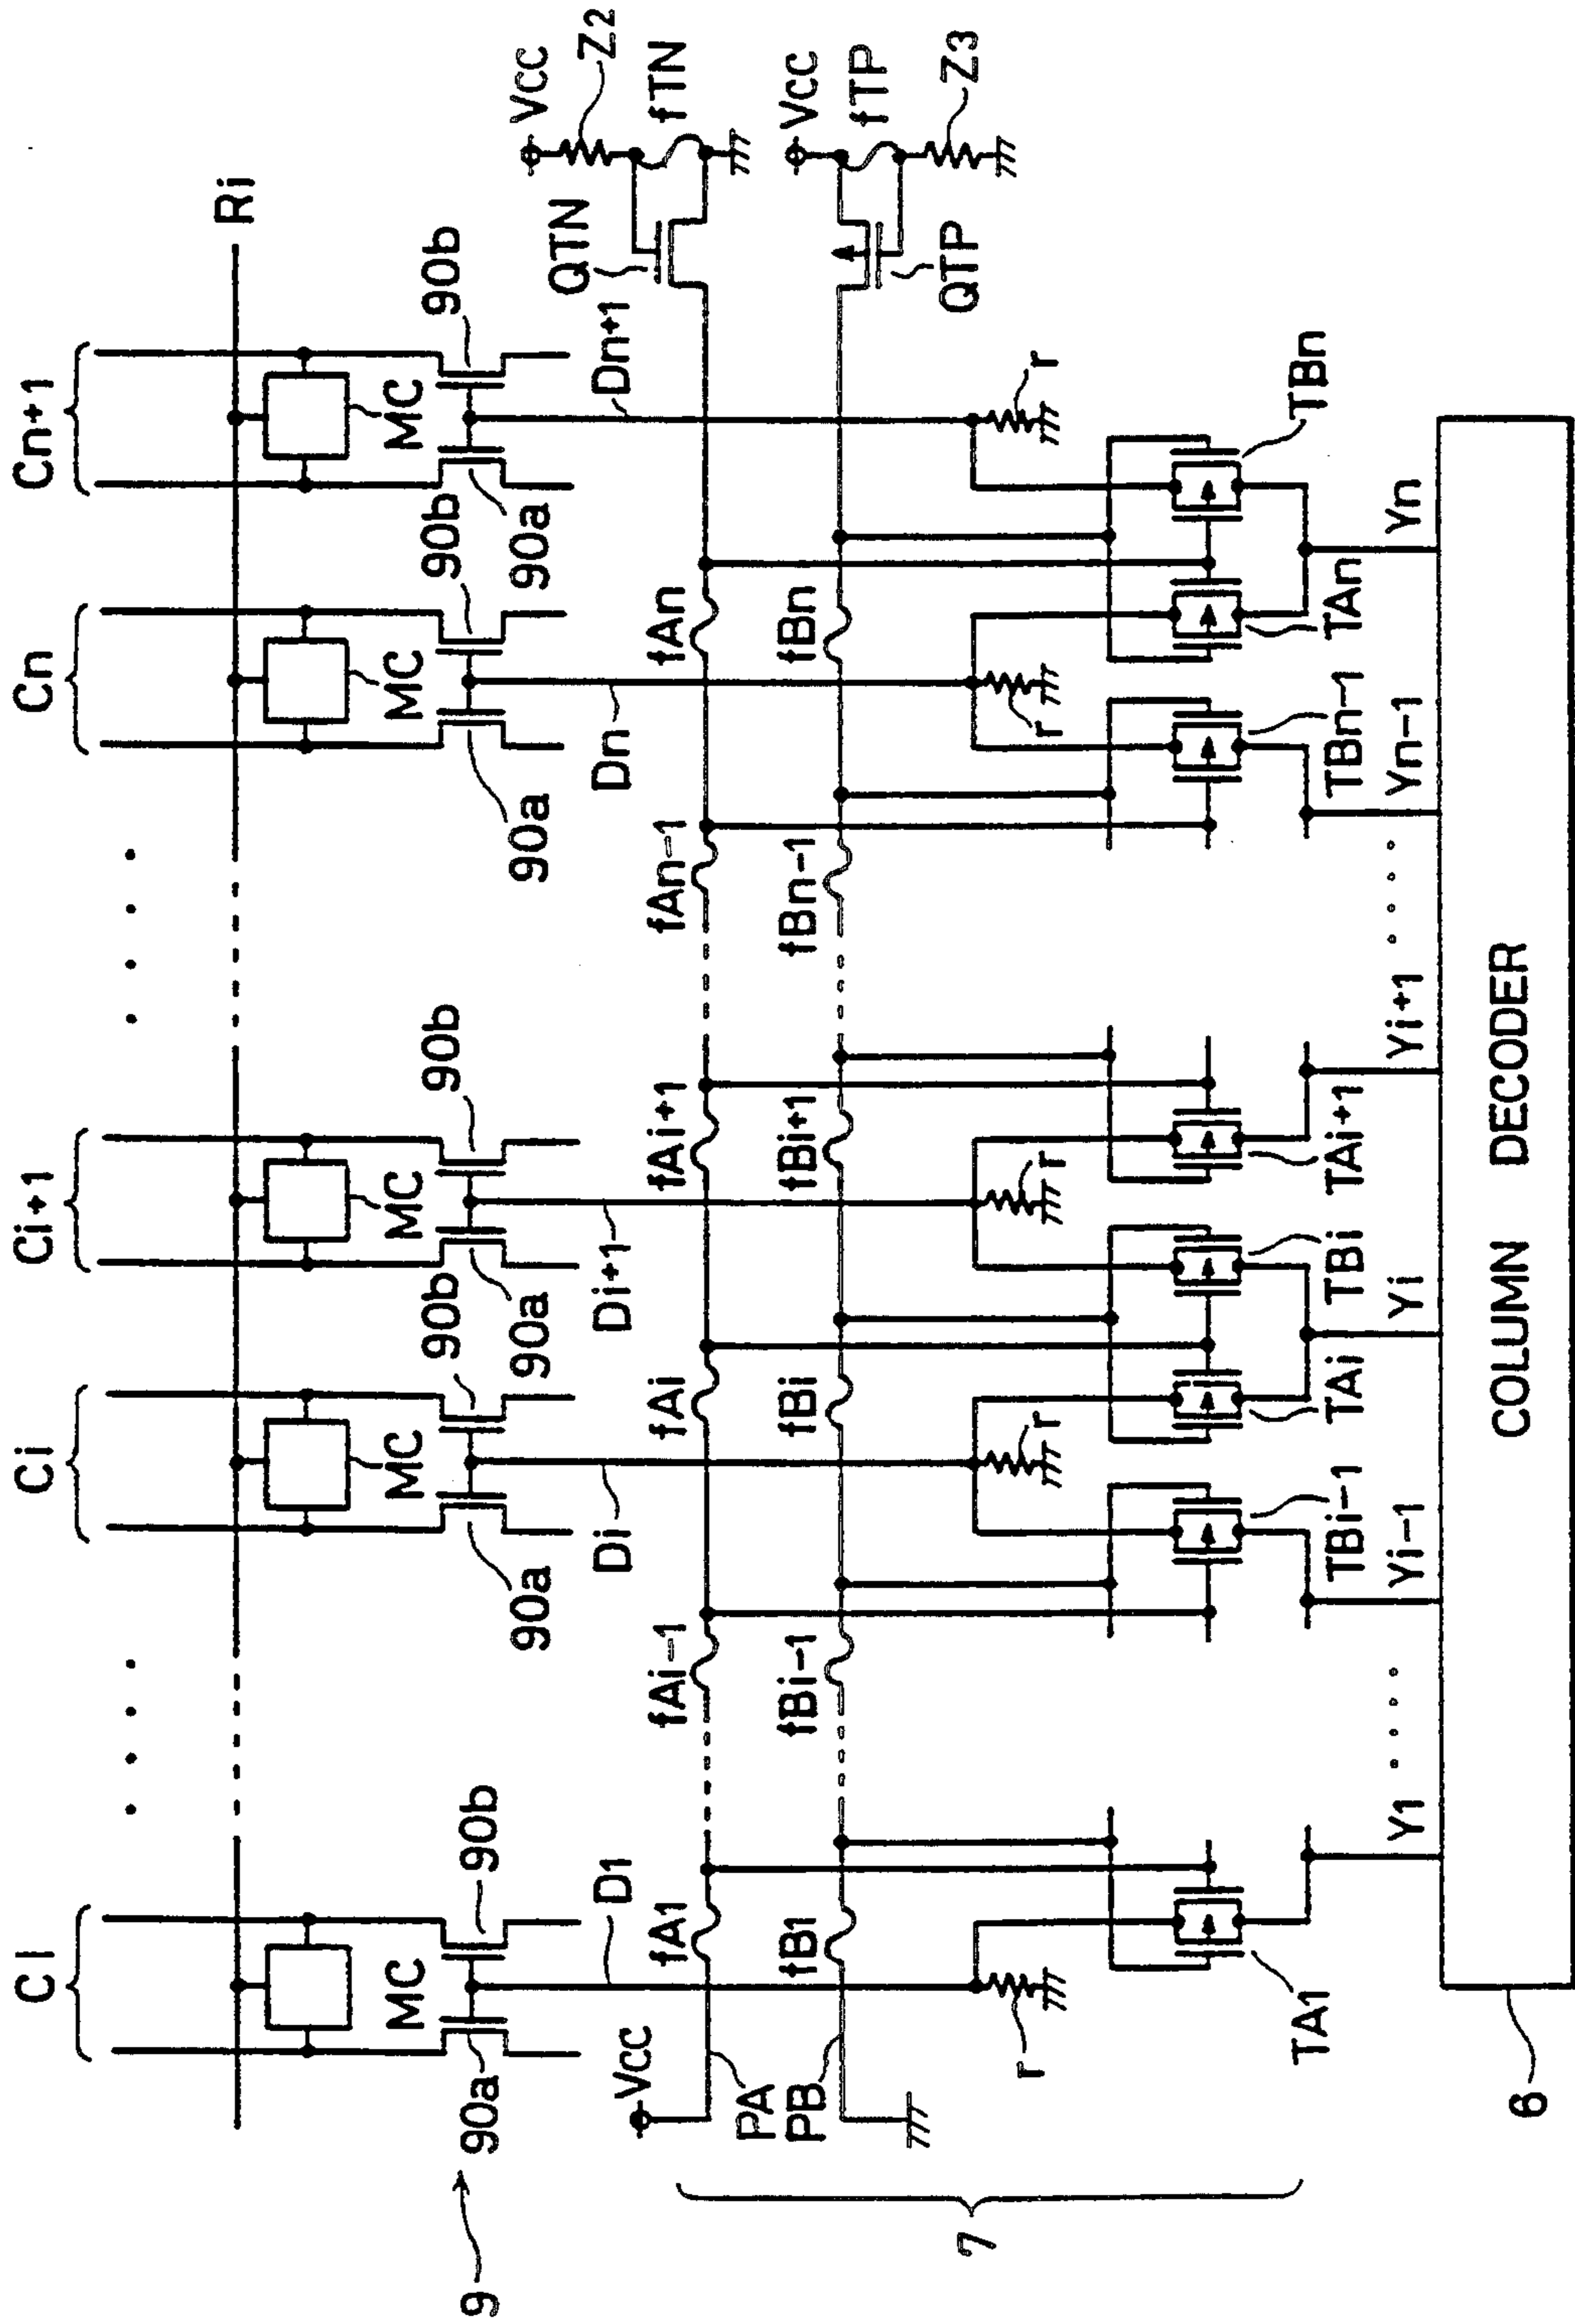 Cl Ci Ci+1 Cn Cn+1
Ri
MC MC MC MC MC
9 90a 90b 90a 90b 90a 90b 90a 90b 90a 90b
D1 Di Di+1 Dn Dn+1
QTN Vcc Z2 fTN
Vcc
PA fA1 fAi-1 fAi fAi+1 fAn-1 fAn
PB fB1 fBi-1 fBi fBi+1 fBn-1 fBn
QTP Vcc fTP Z3
7
r r r r r
TA1 TBi-1 TAi TBi TAi+1 TBn-1 TAn TBn
Y1 Yi-1 Yi Yi+1 Yn-1 Yn
COLUMN DECODER
6